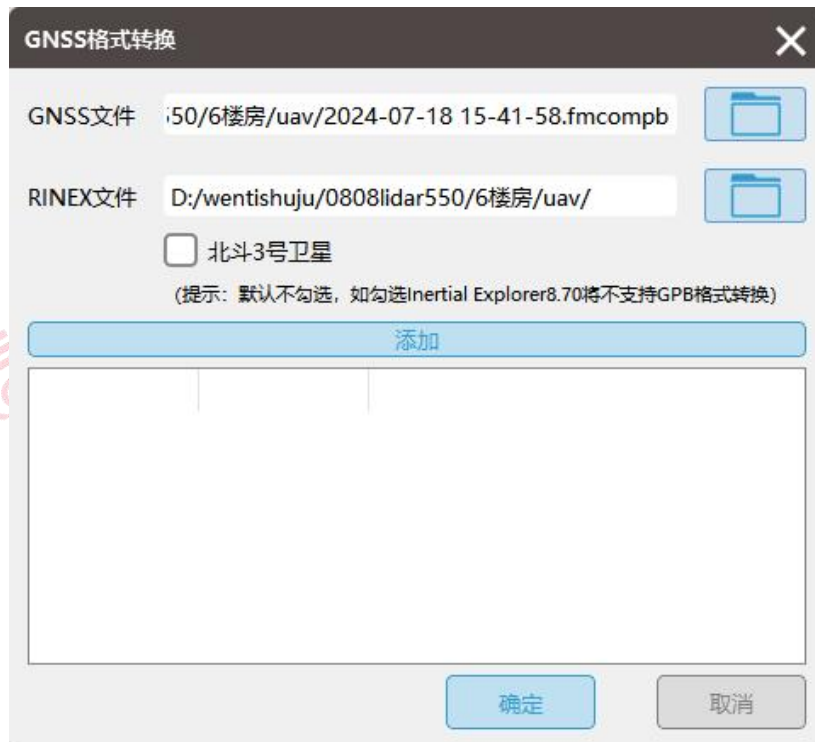 GNSS格式转换
GNSS文件 50/6楼房/uav/2024-07-18 15-41-58.fmcompb
RINEX文件 D:/wentishuju/0808lidar550/6楼房/uav/
北斗3号卫星
(提示：默认不勾选，如勾选Inertial Explorer8.70将不支持GPB格式转换)
添加
确定 取消